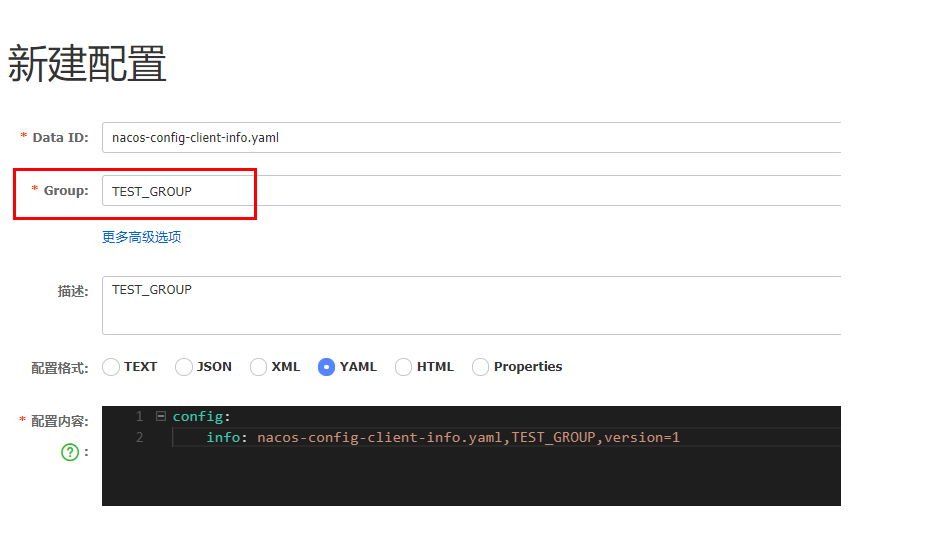 新建配置
* Data ID: nacos-config-client-info.yaml
* Group: TEST_GROUP
更多高级选项
描述: TEST_GROUP
配置格式: TEXT JSON XML YAML HTML Properties
* 配置内容: 1 config:
? : 2 info: nacos-config-client-info.yaml,TEST_GROUP,version=1